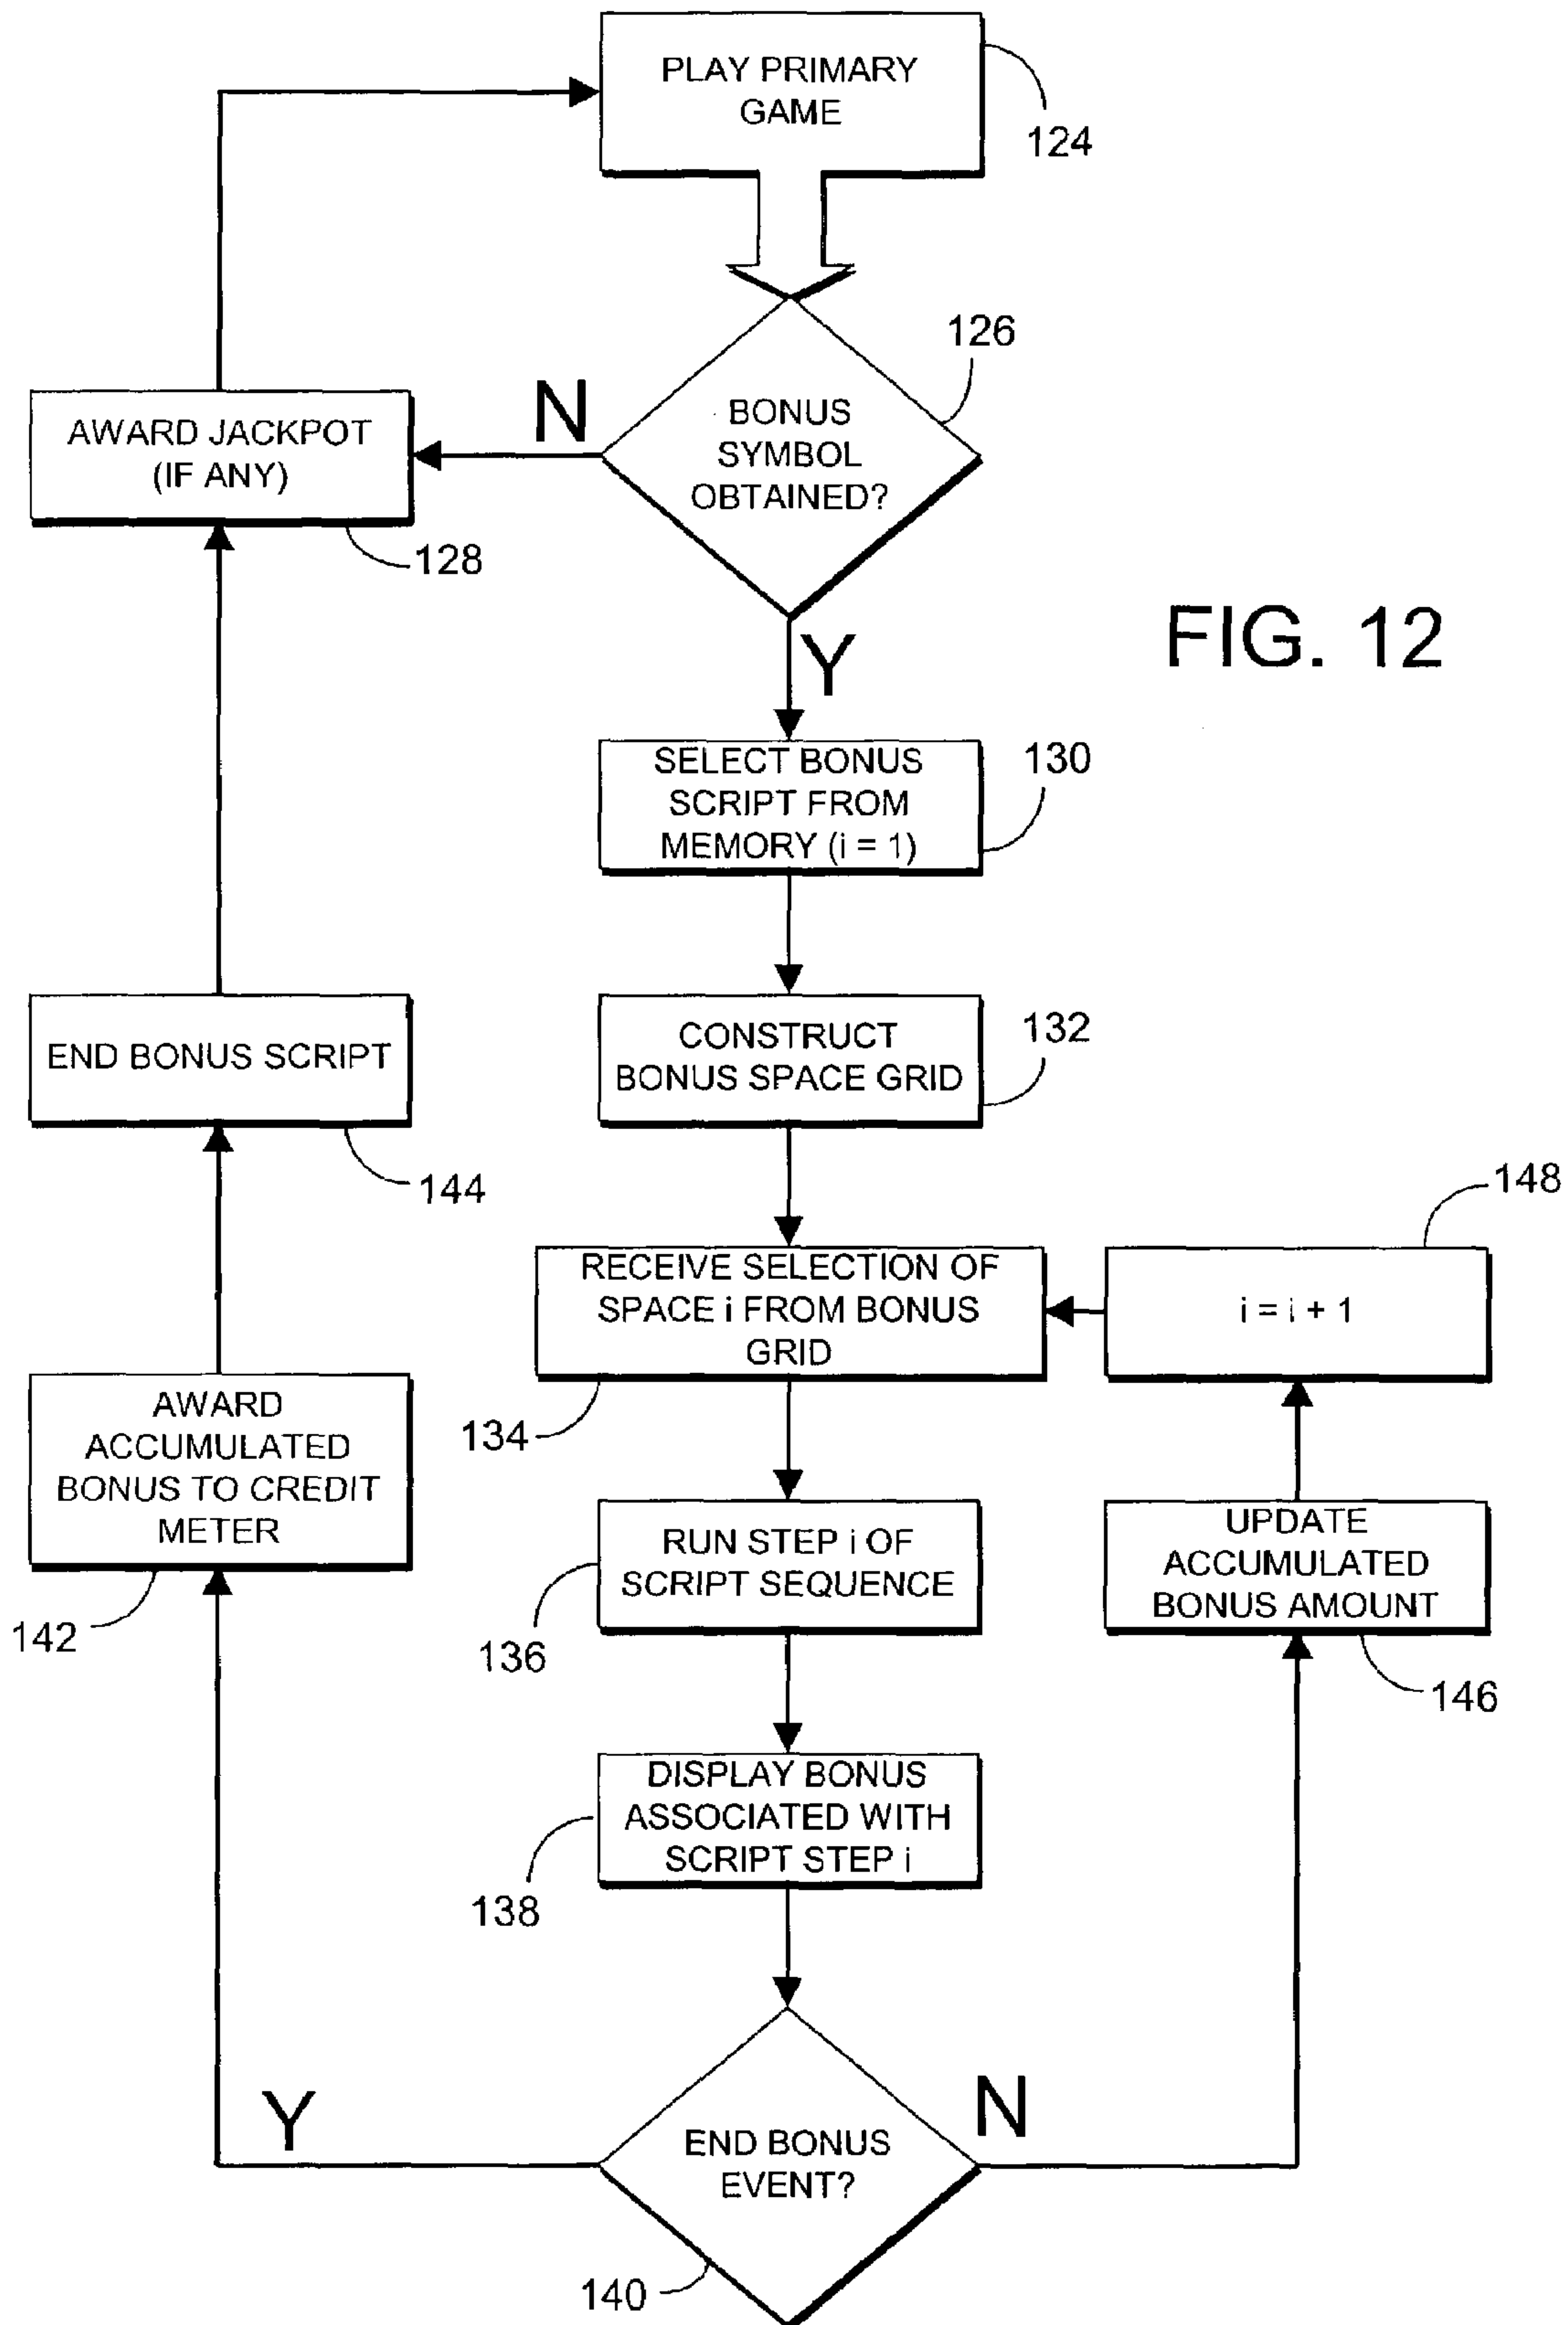 PLAY PRIMARY
GAME
124
126
BONUS
SYMBOL
OBTAINED?
N
AWARD JACKPOT
(IF ANY)
128
Y
FIG. 12
SELECT BONUS
SCRIPT FROM
MEMORY (i = 1)
130
CONSTRUCT
BONUS SPACE GRID
132
END BONUS SCRIPT
144
148
RECEIVE SELECTION OF
SPACE i FROM BONUS
GRID
134
i = i + 1
AWARD
ACCUMULATED
BONUS TO CREDIT
METER
142
RUN STEP i OF
SCRIPT SEQUENCE
136
UPDATE
ACCUMULATED
BONUS AMOUNT
146
DISPLAY BONUS
ASSOCIATED WITH
SCRIPT STEP i
138
Y
N
END BONUS
EVENT?
140